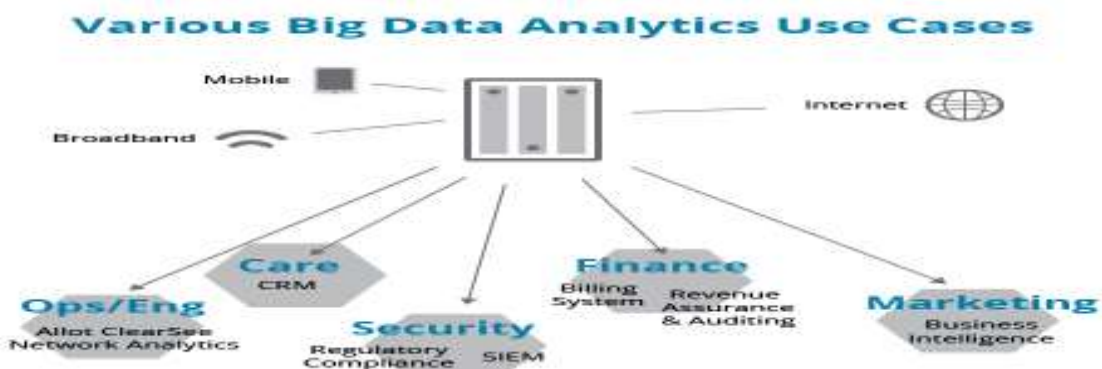 Various Big Data Analytics Use Cases
Mobile
Broadband
Internet
Care
CRM
Finance
Billing
System
Revenue
Assurance
& Auditing
Ops/Eng
Allot ClearSee
Network Analytics
Security
Regulatory
Compliance
SIEM
Marketing
Business
Intelligence